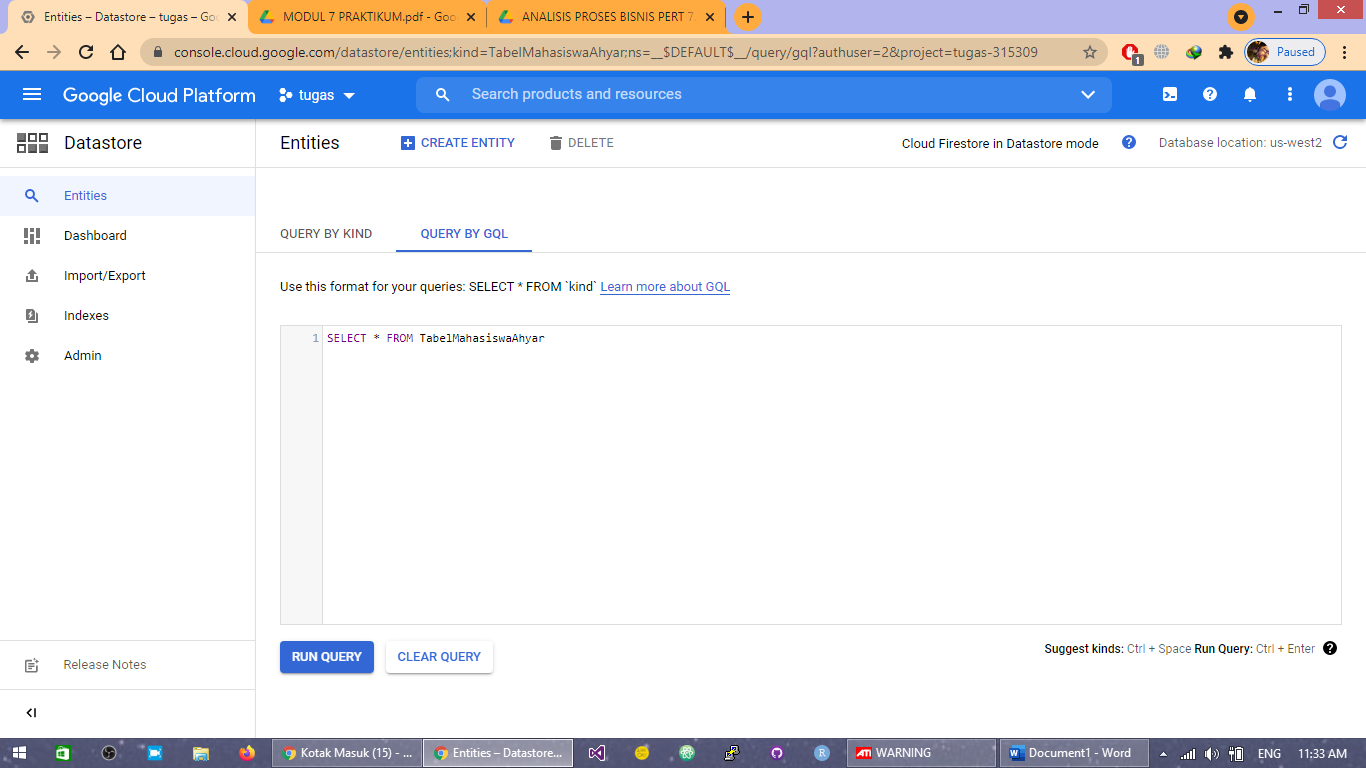 Entities – Datastore – tugas – Goo
MODUL 7 PRAKTIKUM.pdf - Goo
ANALISIS PROSES BISNIS PERT 7.
console.cloud.google.com/datastore/entities;kind=TabelMahasiswaAhyar;ns=__$DEFAULT$__/query/gql?authuser=2&project=tugas-315309
1
Paused
Google Cloud Platform
tugas
Search products and resources
Datastore
Entities
CREATE ENTITY
DELETE
Cloud Firestore in Datastore mode
Database location: us-west2
Entities
Dashboard
Import/Export
Indexes
Admin
QUERY BY KIND
QUERY BY GQL
Use this format for your queries: SELECT * FROM `kind` Learn more about GQL
1 SELECT * FROM TabelMahasiswaAhyar
RUN QUERY
CLEAR QUERY
Suggest kinds: Ctrl + Space Run Query: Ctrl + Enter
Release Notes
Kotak Masuk (15) - ...
Entities – Datastore...
R
ATI WARNING
Document1 - Word
ENG
11:33 AM